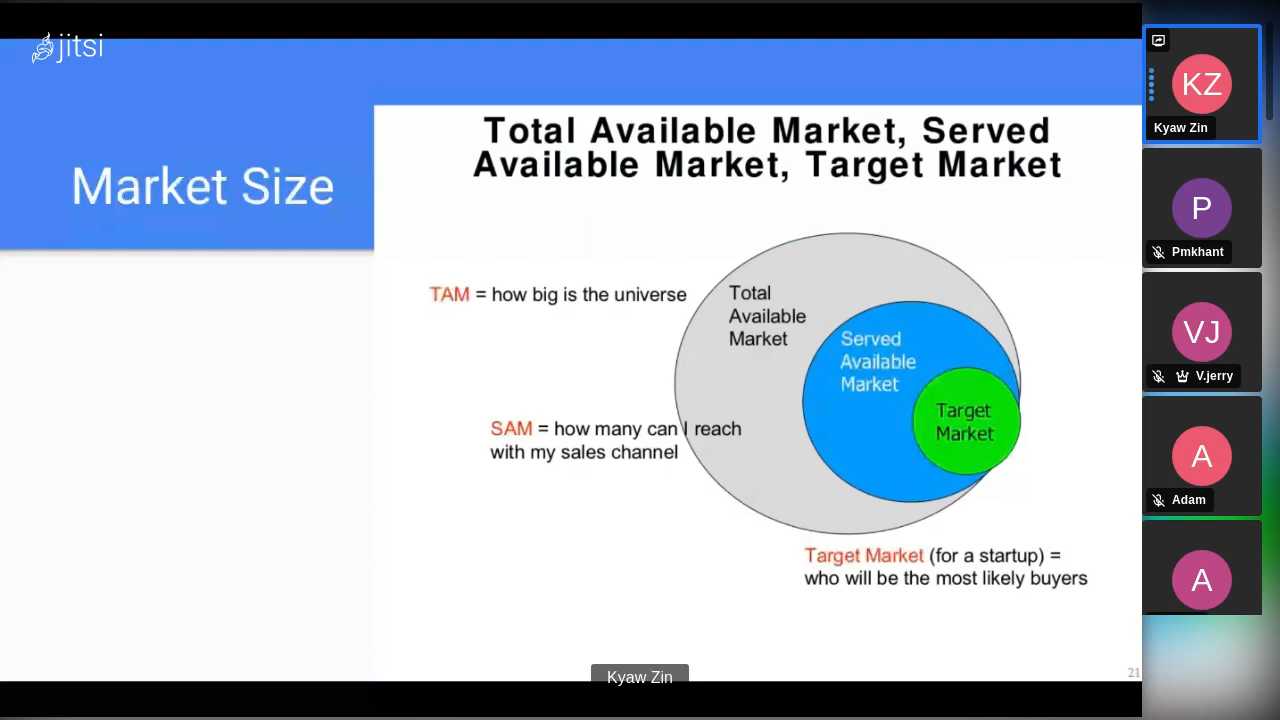 jitsi
Market Size
Total Available Market, Served
Available Market, Target Market
TAM = how big is the universe
Total
Available
Market
Served
Available
Market
Target
Market
SAM = how many can I reach
with my sales channel
Target Market (for a startup) =
who will be the most likely buyers
21
Kyaw Zin
KZ
Kyaw Zin
P
Pmkhant
VJ
V.jerry
A
Adam
A